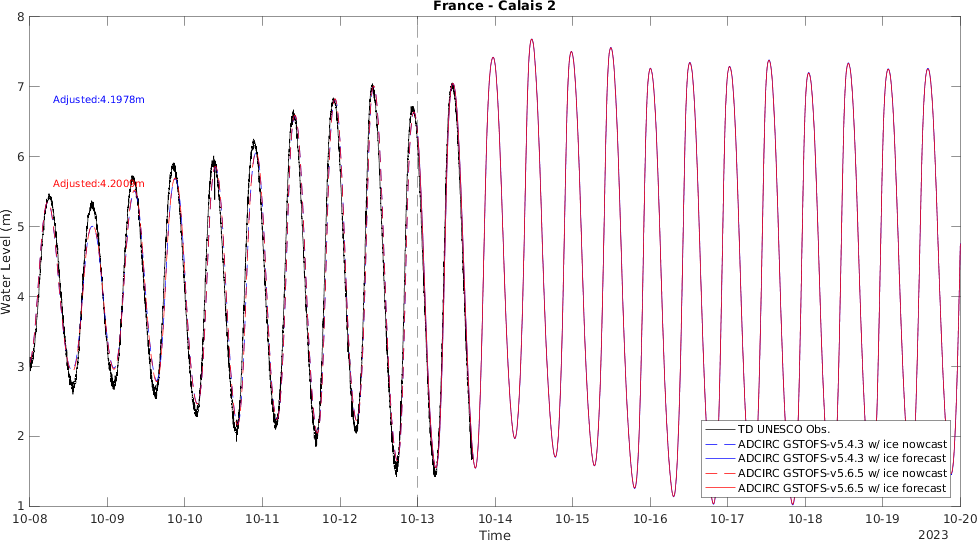 France - Calais 2
8
7
6
5
4
3
2
1
Water Level (m)
Adjusted:4.1978m
Adjusted:4.2009m
TD UNESCO Obs.
ADCIRC GSTOFS-v5.4.3 w/ ice nowcast
ADCIRC GSTOFS-v5.4.3 w/ ice forecast
ADCIRC GSTOFS-v5.6.5 w/ ice nowcast
ADCIRC GSTOFS-v5.6.5 w/ ice forecast
10-08 10-09 10-10 10-11 10-12 10-13 10-14 10-15 10-16 10-17 10-18 10-19 10-20
Time
2023